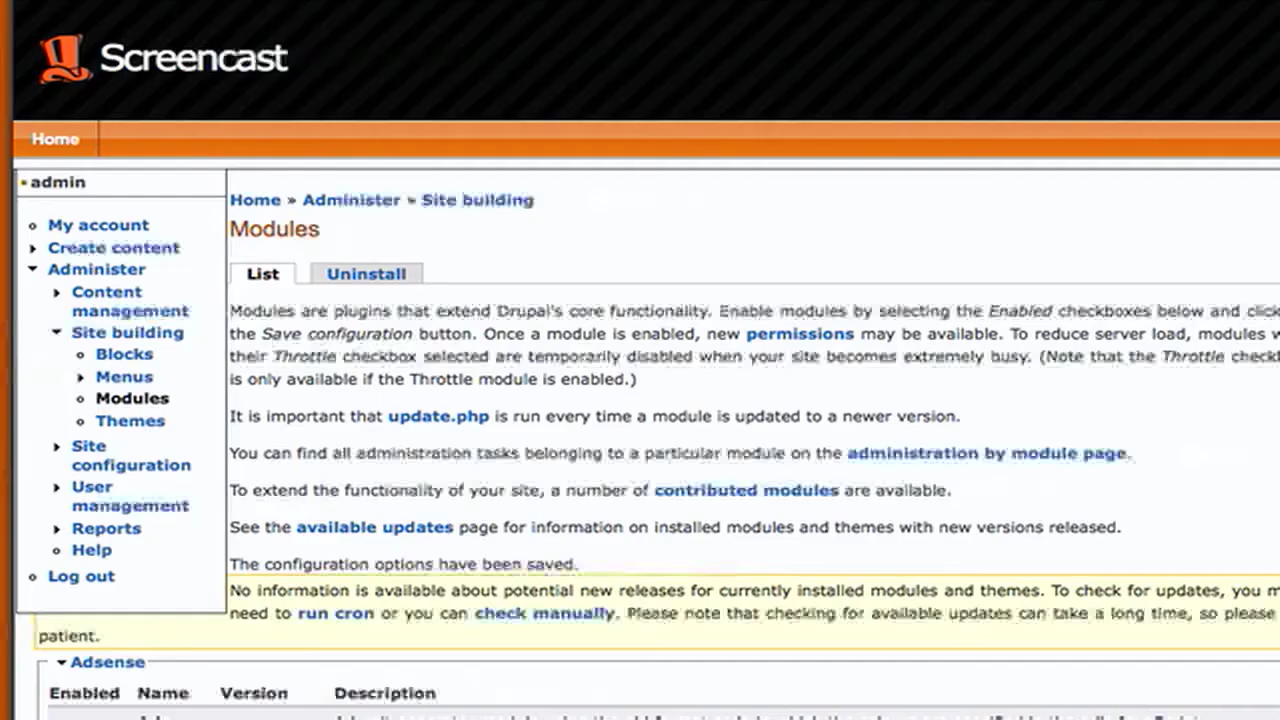 Screencast
Home
admin
My account
Create content
Administer
Content
management
Site building
Blocks
Menus
Modules
Themes
Site
configuration
User
management
Reports
Help
Log out
Home » Administer » Site building
Modules
List Uninstall
Modules are plugins that extend Drupal's core functionality. Enable modules by selecting the Enabled checkboxes below and click
the Save configuration button. Once a module is enabled, new permissions may be available. To reduce server load, modules
their Throttle checkbox selected are temporarily disabled when your site becomes extremely busy. (Note that the Throttle
is only available if the Throttle module is enabled.)
It is important that update.php is run every time a module is updated to a newer version.
You can find all administration tasks belonging to a particular module on the administration by module page.
To extend the functionality of your site, a number of contributed modules are available.
See the available updates page for information on installed modules and themes with new versions released.
The configuration options have been saved.
No information is available about potential new releases for currently installed modules and themes. To check for updates, you
need to run cron or you can check manually. Please note that checking for available updates can take a long time, so please
patient.
Adsense
Enabled Name Version Description